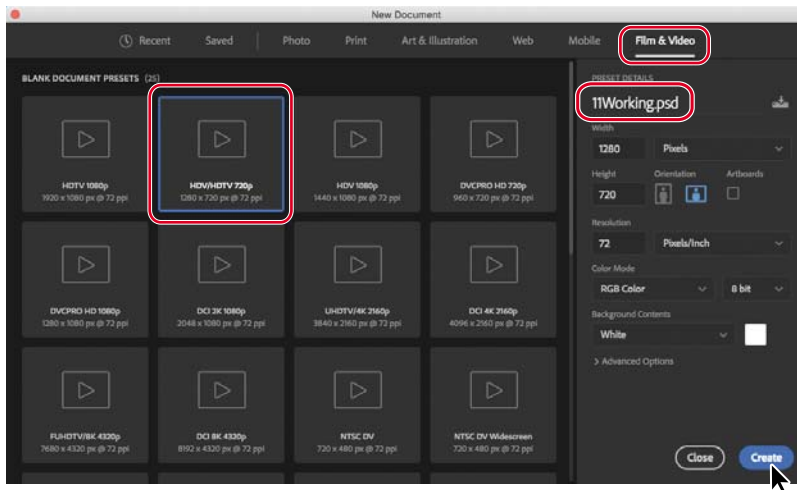 New Document
Recent Saved Photo Print Art & Illustration Web Mobile Film & Video
BLANK DOCUMENT PRESETS (25)
HDTV 1080p
1920 x 1080 px @ 72 ppi
HDV/HDTV 720p
1280 x 720 px @ 72 ppi
HDV 1080p
1440 x 1080 px @ 72 ppi
DVCPRO HD 720p
960 x 720 px @ 72 ppi
DVCPRO HD 1080p
1280 x 1080 px @ 72 ppi
DCI 2K 1080p
2048 x 1080 px @ 72 ppi
UHDTV/4K 2160p
3840 x 2160 px @ 72 ppi
DCI 4K 2160p
4096 x 2160 px @ 72 ppi
FUHDTV/8K 4320p
7680 x 4320 px @ 72 ppi
DCI 8K 4320p
8192 x 4320 px @ 72 ppi
NTSC DV
720 x 480 px @ 72 ppi
NTSC DV Widescreen
720 x 480 px @ 72 ppi
PRESET DETAILS
11Working.psd
Width
1280 Pixels
Height Orientation Artboards
720
Resolution
72 Pixels/Inch
Color Mode
RGB Color 8 bit
Background Contents
White
> Advanced Options
Close Create